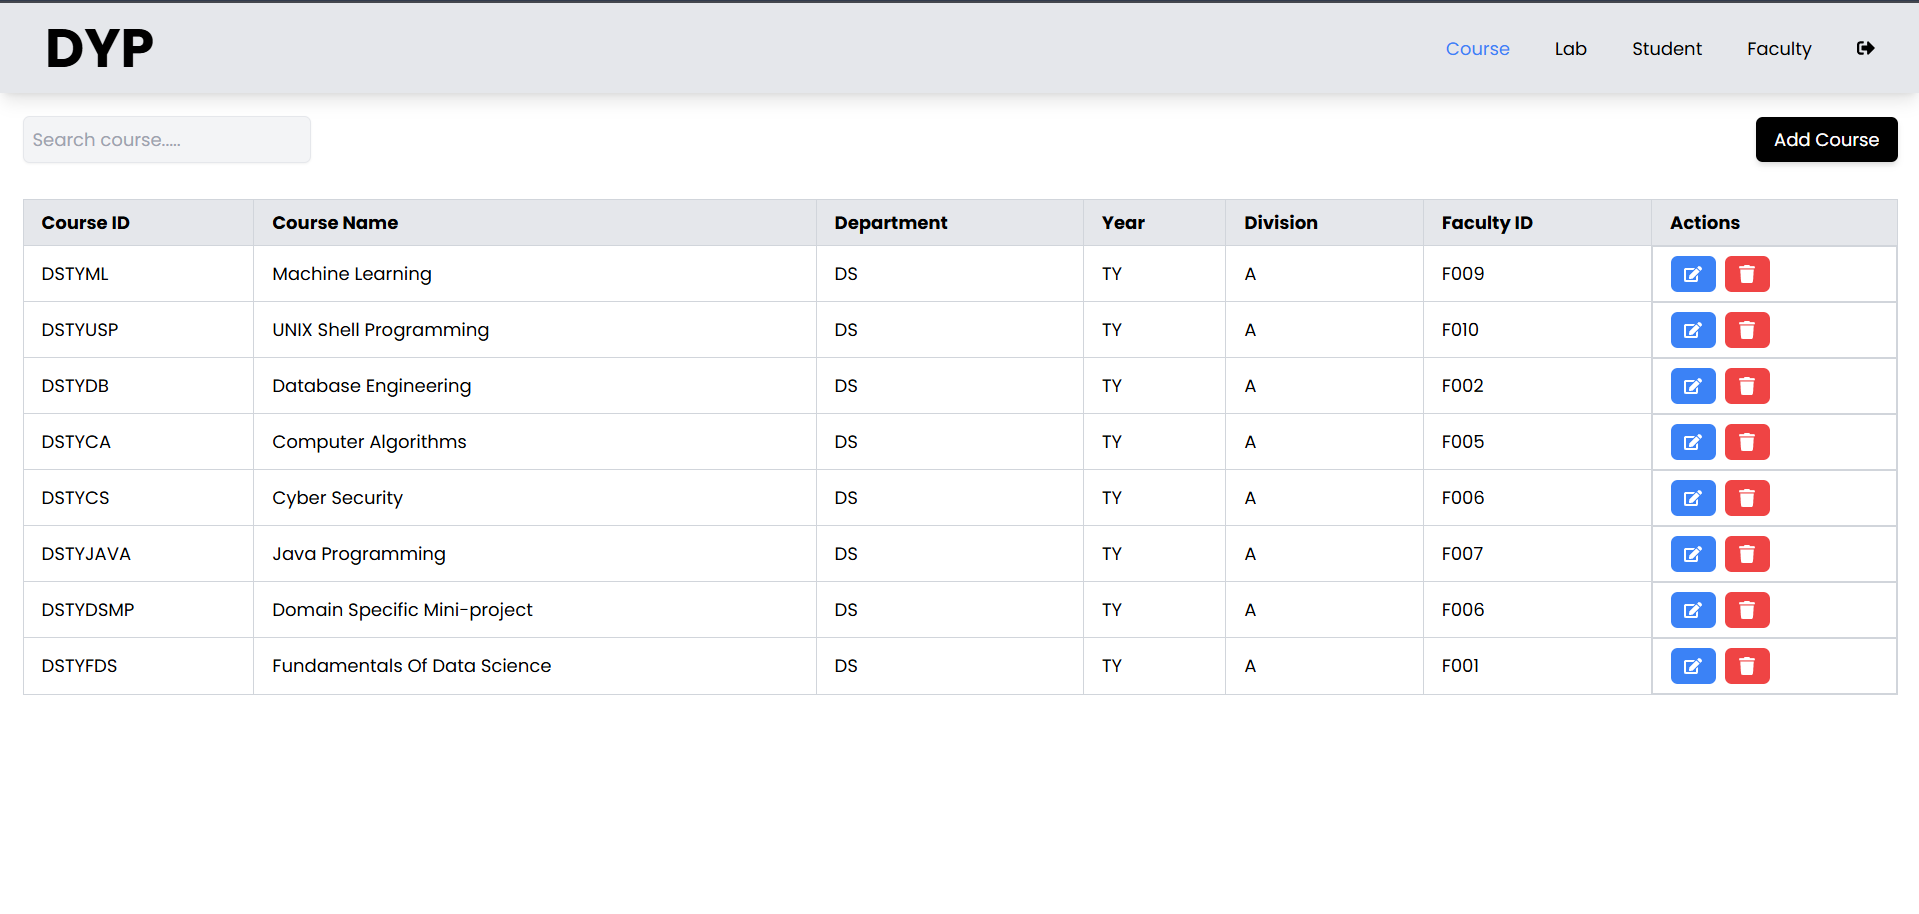 DYP Course Lab Student Faculty
Search course..... Add Course
Course ID Course Name Department Year Division Faculty ID Actions
DSTYML Machine Learning DS TY A F009
DSTYUSP UNIX Shell Programming DS TY A F010
DSTYDB Database Engineering DS TY A F002
DSTYCA Computer Algorithms DS TY A F005
DSTYCS Cyber Security DS TY A F006
DSTYJAVA Java Programming DS TY A F007
DSTYDSMP Domain Specific Mini-project DS TY A F006
DSTYFDS Fundamentals Of Data Science DS TY A F001